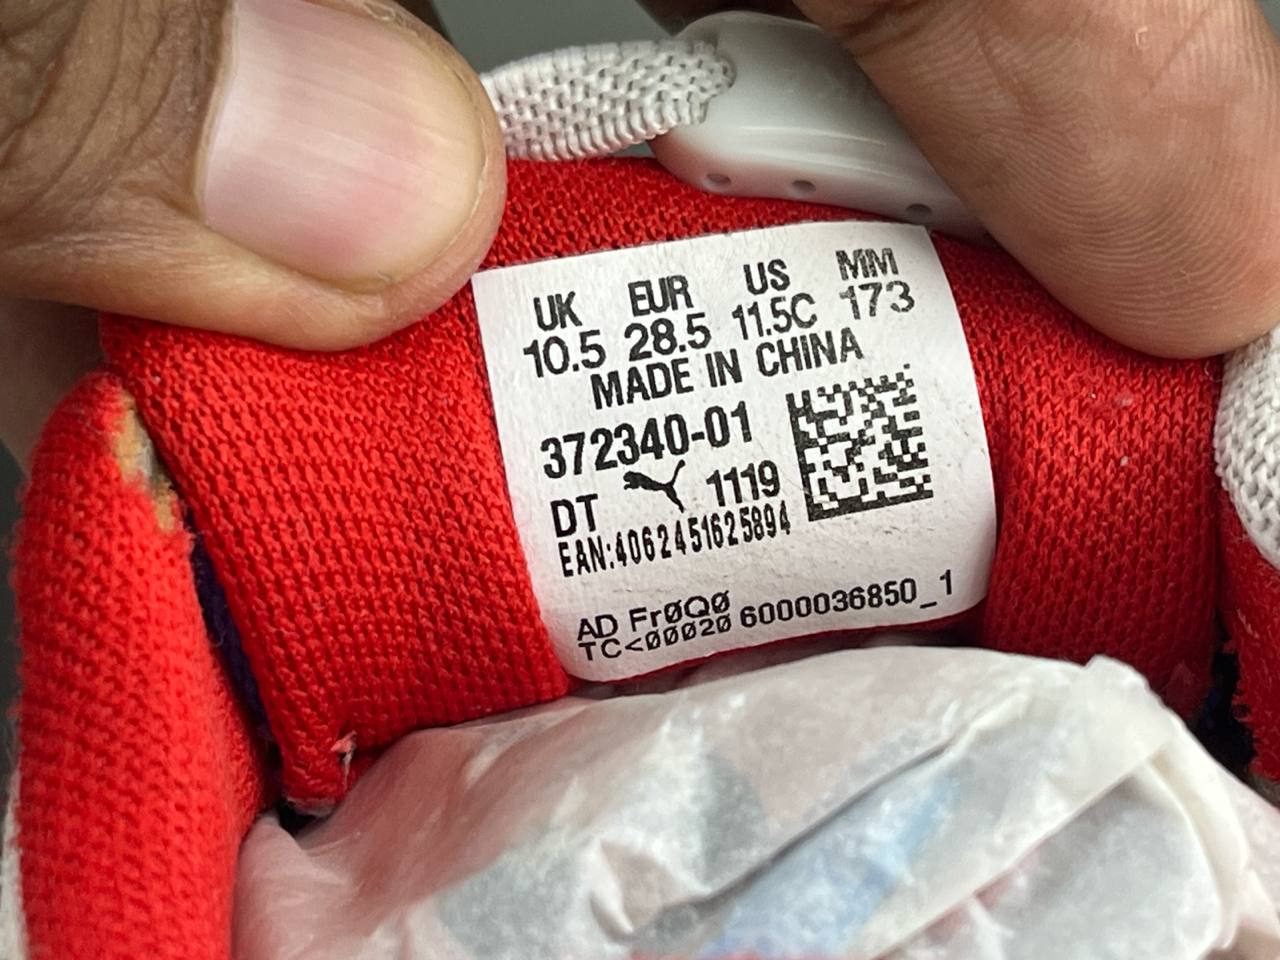 UK EUR US MM
10.5 28.5 11.5C 173
MADE IN CHINA
372340-01
DT 1119
EAN:4062451625894
AD FrØQØ
TC<ØØØ2Ø 6000036850_1